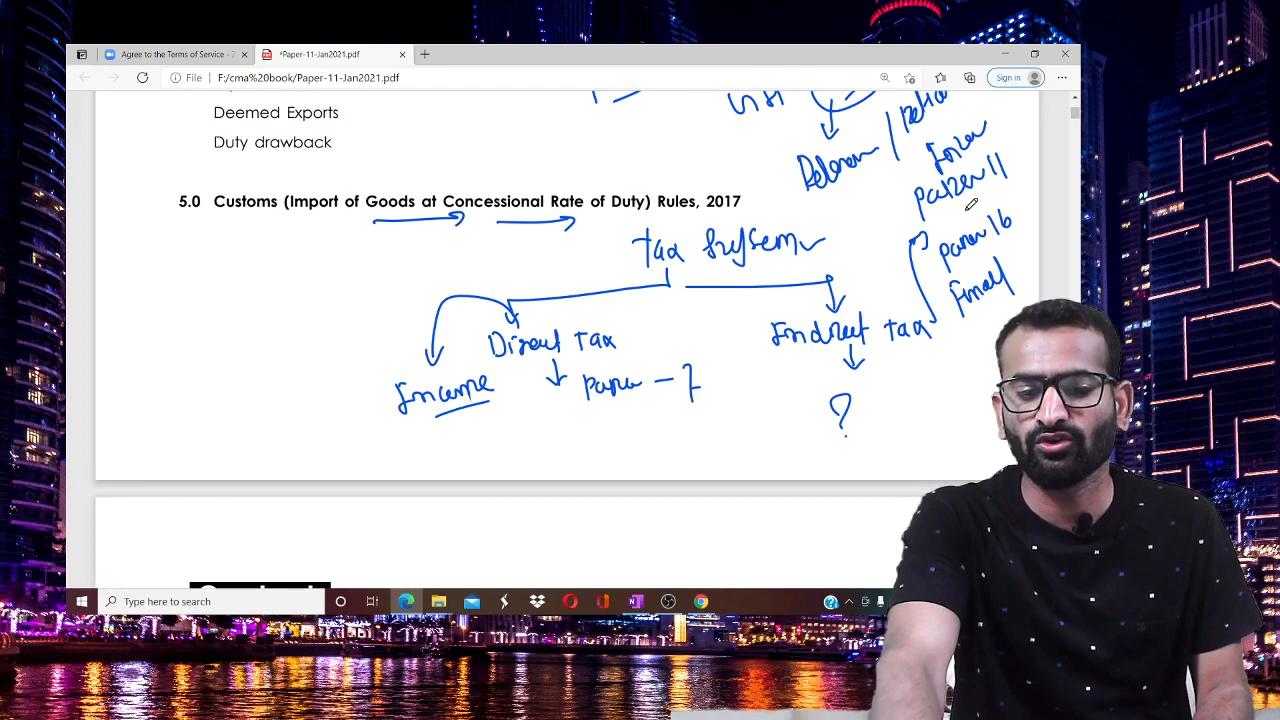 Agree to the Terms of Service - Z
*Paper-11-Jan2021.pdf
File F:/cma%20book/Paper-11-Jan2021.pdf
Sign in
Deemed Exports
Duty drawback
5.0 Customs (Import of Goods at Concessional Rate of Duty) Rules, 2017
Tax System
Direct Tax
Indirect Tax
Income
Paper - 7
?
Inter
Paper 11
Paper 16
Final
Type here to search